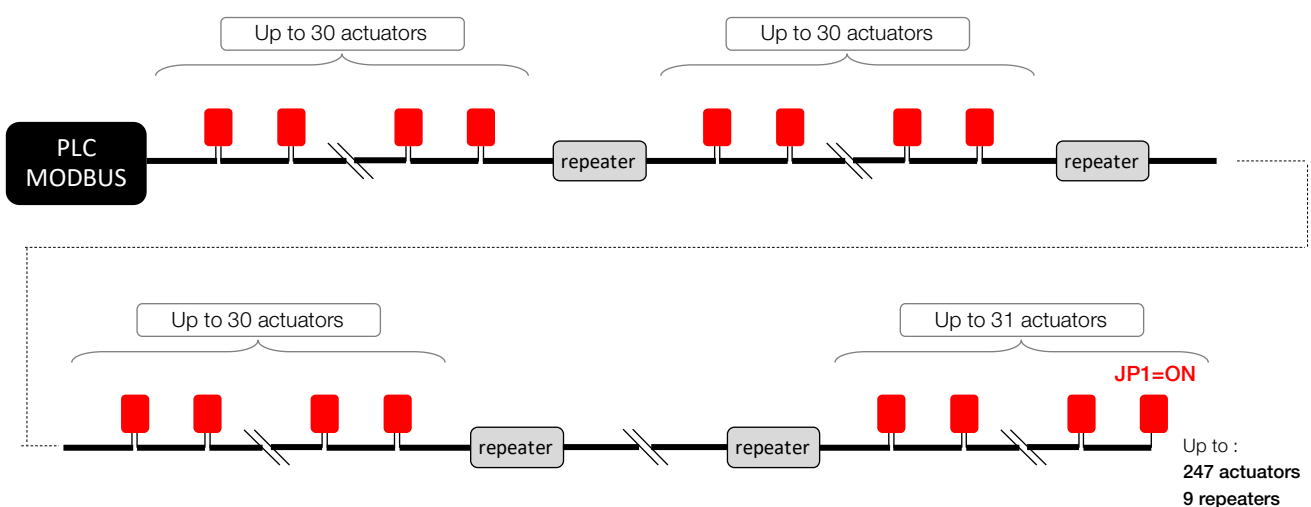 Up to 30 actuators
Up to 30 actuators
PLC
MODBUS
repeater
repeater
Up to 30 actuators
Up to 31 actuators
JP1=ON
repeater
repeater
Up to :
247 actuators
9 repeaters